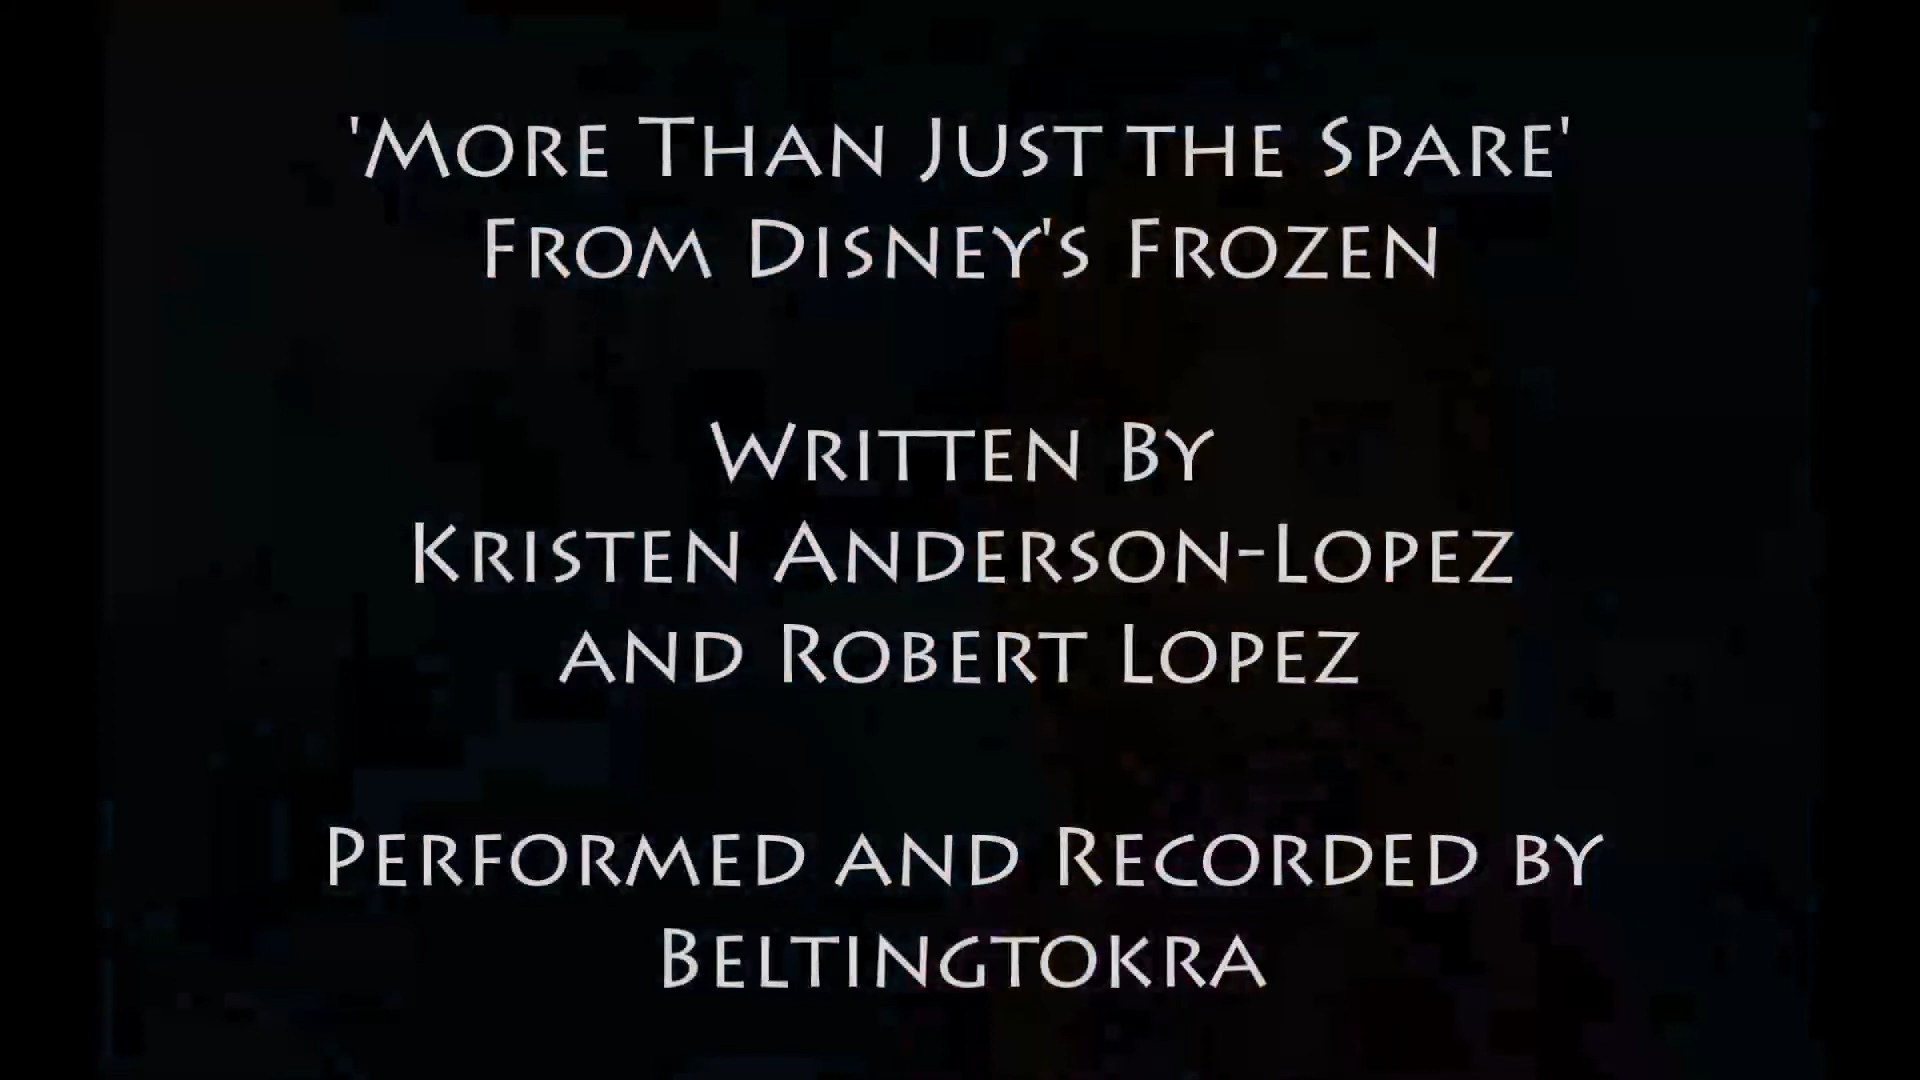 'More Than Just the Spare'
From Disney's Frozen
Written By
Kristen Anderson-Lopez
and Robert Lopez
Performed and Recorded by
Beltingtokra